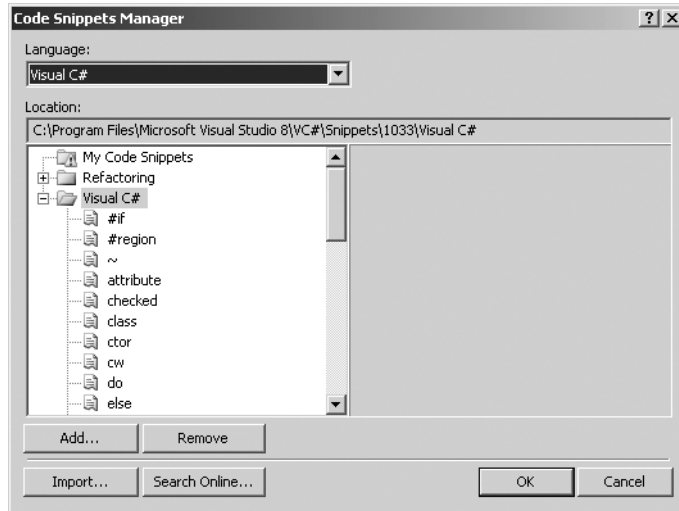 Code Snippets Manager
Language:
Visual C#
Location:
C:\Program Files\Microsoft Visual Studio 8\VC#\Snippets\1033\Visual C#
My Code Snippets
Refactoring
Visual C#
#if
#region
~
attribute
checked
class
ctor
cw
do
else
Add... Remove
Import... Search Online... OK Cancel